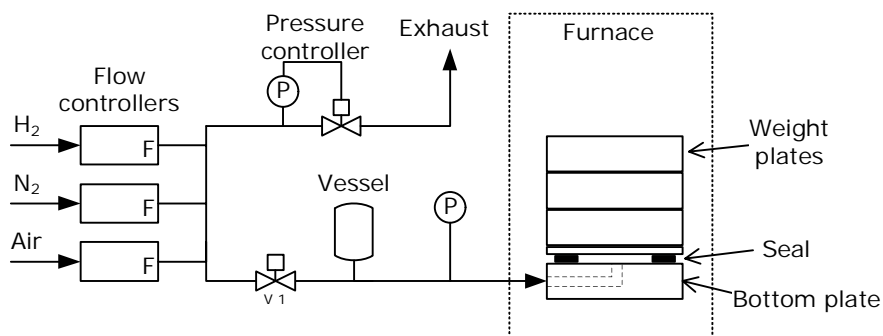 Pressure
controller
Exhaust
Furnace
Flow
controllers
P
H₂
F
Weight
plates
N₂
F
Vessel
P
Air
F
Seal
V 1
Bottom plate